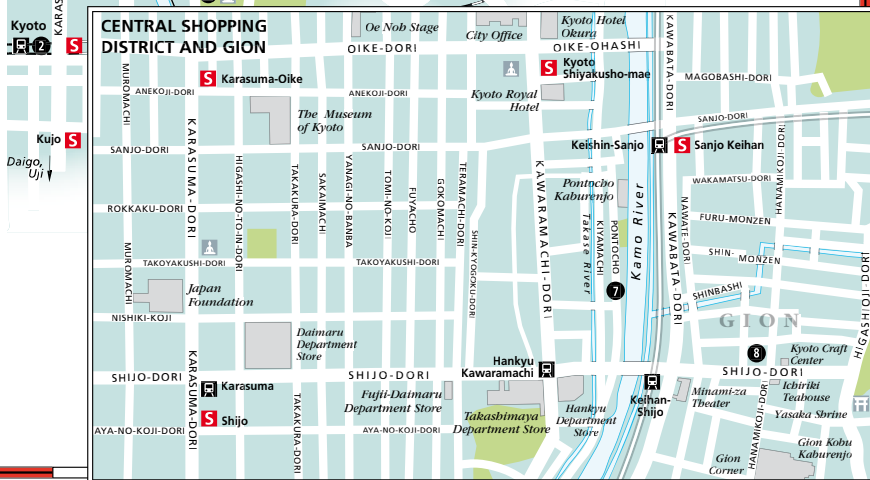 KARAS
Kyoto
2
S
Kujo
S
Daigo,
Uji
CENTRAL SHOPPING
DISTRICT AND GION
Oe Nob Stage
City Office
Kyoto Hotel
Okura
OIKE-DORI
OIKE-OHASHI
KAWABATA-DORI
S
Karasuma-Oike
S
Kyoto
Shiyakusho-mae
MAGOBASHI-DORI
MUROMACHI
ANEKOJI-DORI
ANEKOJI-DORI
Kyoto Royal
Hotel
The Museum
of Kyoto
SANJO-DORI
KARASUMA-DORI
SANJO-DORI
SANJO-DORI
Keishin-Sanjo
S
Sanjo Keihan
HANAMIKOJI-DORI
HIGASHI-NO-TO-IN-DORI
TAKAKURA-DORI
SAKAIMACHI
YANAGI-NO-BANBA
TOMI-NO-KOJI
FUYACHO
GOKOMACHI
TERAMACHI-DORI
SHIN-KYOGOKU-DORI
KAWARAMACHI-DORI
Pontocho
Kaburenjo
WAKAMATSU-DORI
ROKKAKU-DORI
Takase River
KIYAMACHI
PONTOCHO
Kamo River
KAWABATA-DORI
NAWATE-DORI
FURU-MONZEN
SHIN-MONZEN
MUROMACHI
TAKOYAKUSHI-DORI
TAKOYAKUSHI-DORI
HIGASHIOJI-DORI
Japan
Foundation
7
SHINBASHI
NISHIKI-KOJI
GION
Daimaru
Department
Store
8
Kyoto Craft
Center
KARASUMA-DORI
Hankyu
Kawaramachi
SHIJO-DORI
SHIJO-DORI
SHIJO-DORI
Karasuma
TAKAKURA-DORI
Fujii-Daimaru
Department Store
Keihan-
Shijo
Minami-za
Theater
Ichiriki
Teahouse
S
Shijo
Takashimaya
Department Store
Hankyu
Department
Store
Yasaka Shrine
AYA-NO-KOJI-DORI
AYA-NO-KOJI-DORI
HANAMIKOJI-DORI
Gion Kobu
Kaburenjo
Gion
Corner